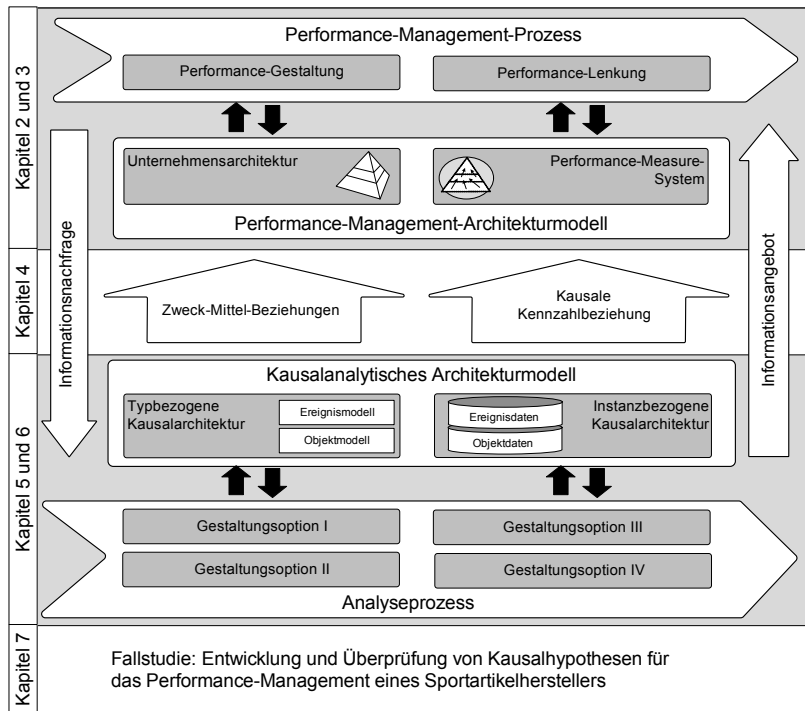 Kapitel 2 und 3
Performance-Management-Prozess
Performance-Gestaltung
Performance-Lenkung
Unternehmensarchitektur
Performance-Measure-
System
Performance-Management-Architekturmodell
Informationsnachfrage
Informationsangebot
Kapitel 4
Zweck-Mittel-Beziehungen
Kausale
Kennzahlbeziehung
Kapitel 5 und 6
Kausalanalytisches Architekturmodell
Typbezogene
Kausalarchitektur
Ereignismodell
Objektmodell
Ereignisdaten
Objektdaten
Instanzbezogene
Kausalarchitektur
Gestaltungsoption I
Gestaltungsoption III
Gestaltungsoption II
Gestaltungsoption IV
Analyseprozess
Kapitel 7
Fallstudie: Entwicklung und Überprüfung von Kausalhypothesen für
das Performance-Management eines Sportartikelherstellers